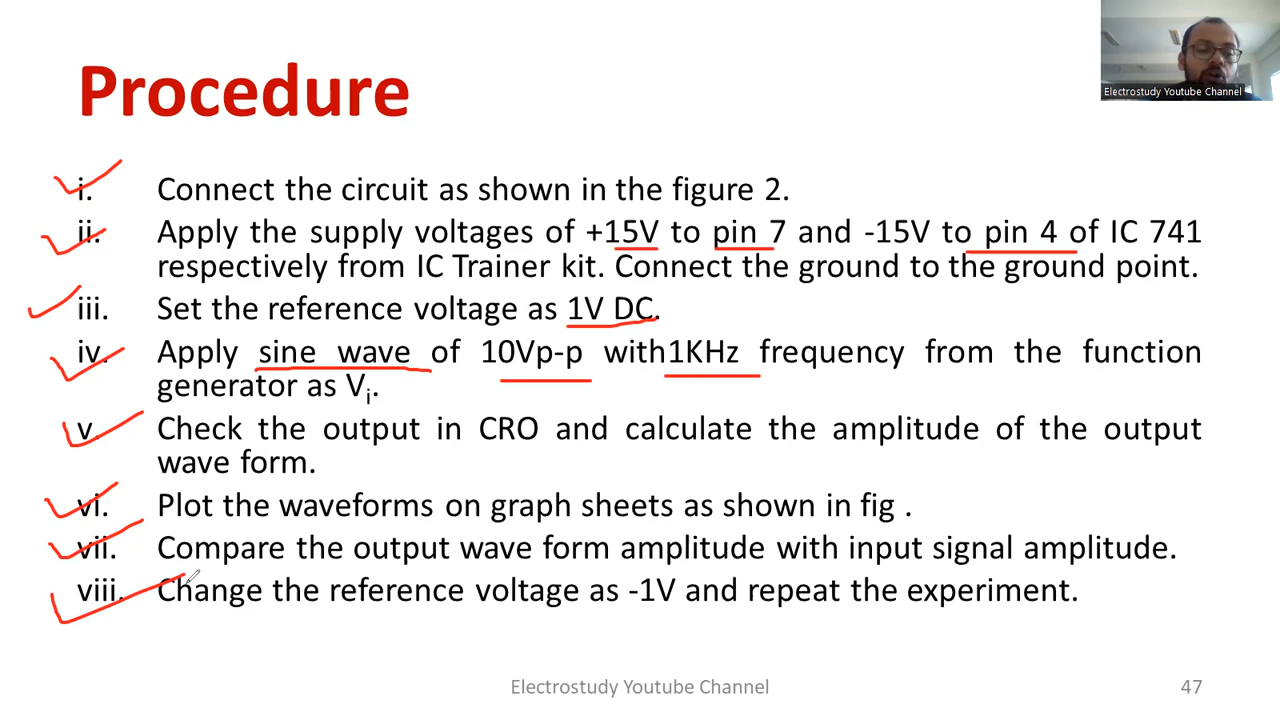 Electrostudy Youtube Channel
Procedure
i. Connect the circuit as shown in the figure 2.
ii. Apply the supply voltages of +15V to pin 7 and -15V to pin 4 of IC 741
respectively from IC Trainer kit. Connect the ground to the ground point.
iii. Set the reference voltage as 1V DC.
iv. Apply sine wave of 10Vp-p with1KHz frequency from the function
generator as Vi.
v. Check the output in CRO and calculate the amplitude of the output
wave form.
vi. Plot the waveforms on graph sheets as shown in fig .
vii. Compare the output wave form amplitude with input signal amplitude.
viii. Change the reference voltage as -1V and repeat the experiment.
Electrostudy Youtube Channel
47